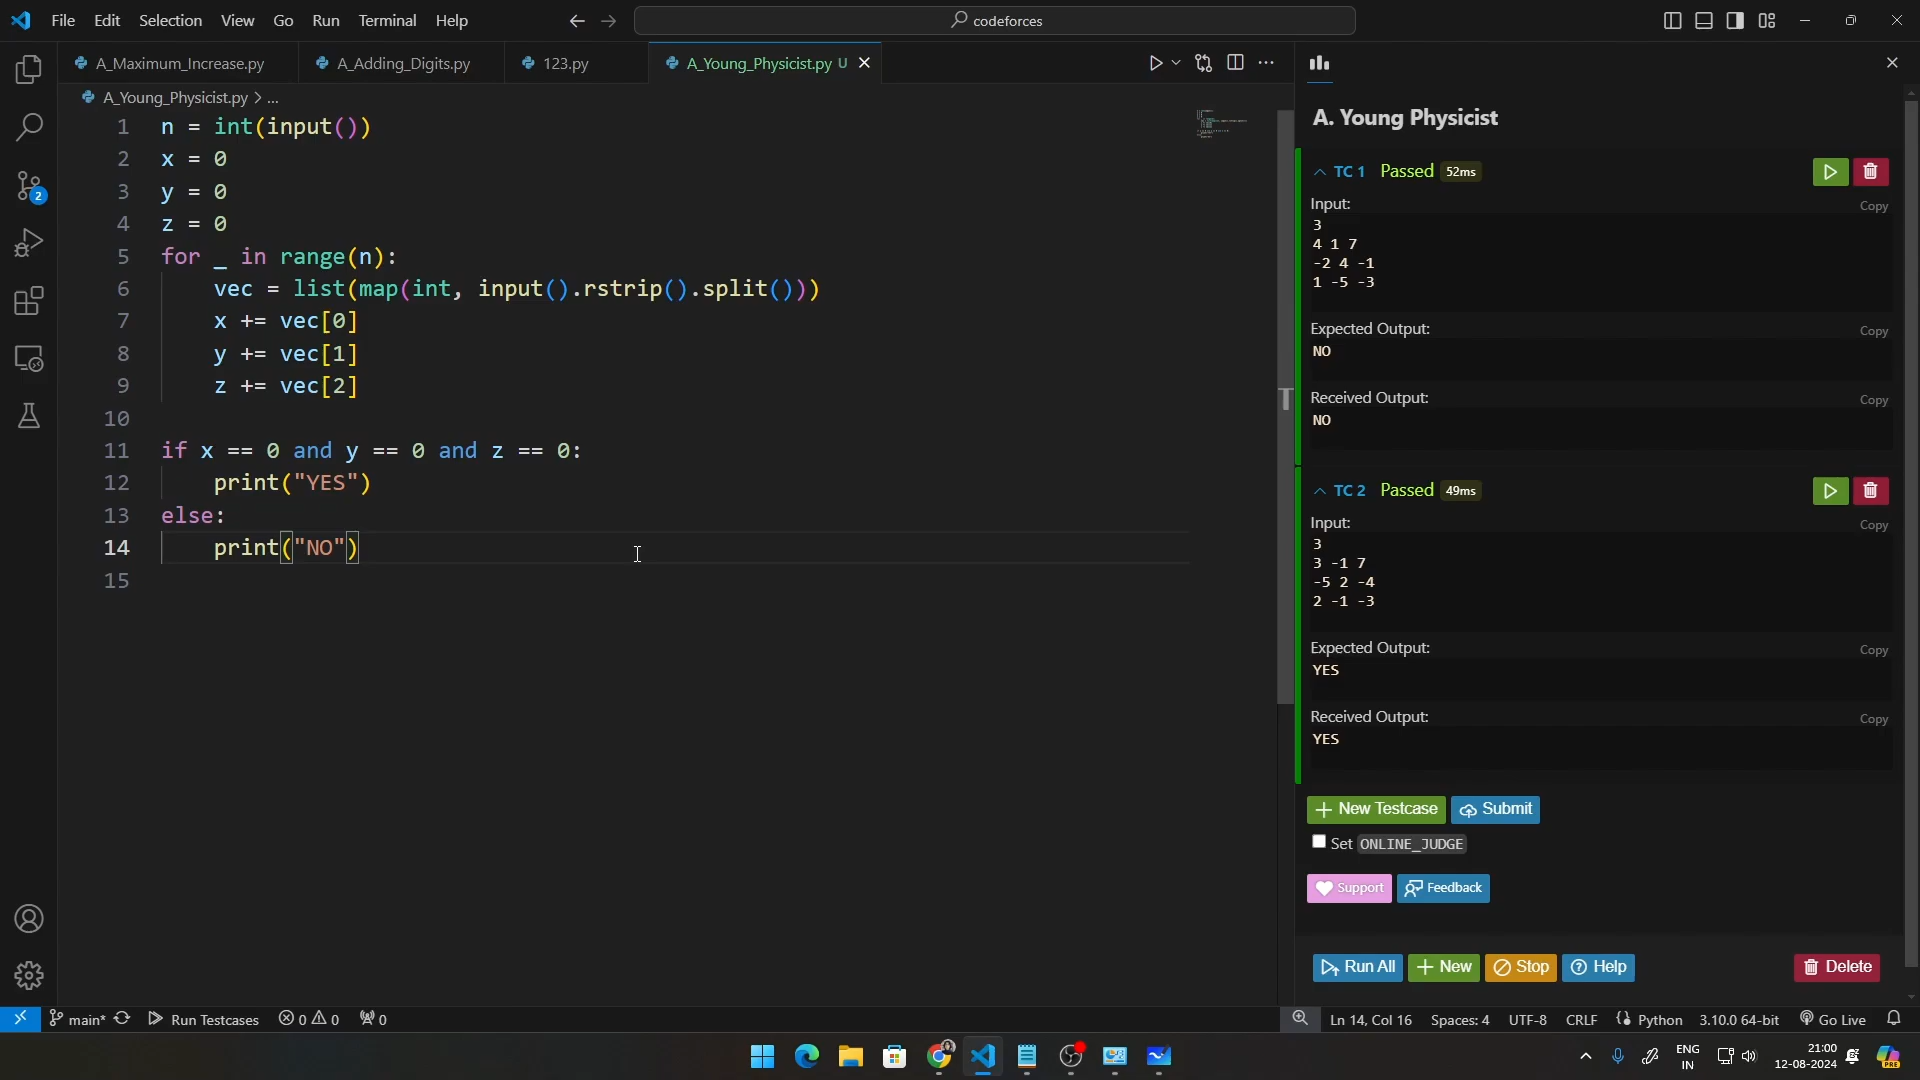 File Edit Selection View Go Run Terminal Help
codeforces
A_Maximum_Increase.py
A_Adding_Digits.py
123.py
A_Young_Physicist.py U
A_Young_Physicist.py > ...
1 n = int(input())
2 x = 0
3 y = 0
4 z = 0
5 for _ in range(n):
6 vec = list(map(int, input().rstrip().split()))
7 x += vec[0]
8 y += vec[1]
9 z += vec[2]
10
11 if x == 0 and y == 0 and z == 0:
12 print("YES")
13 else:
14 print("NO")
15
2
A. Young Physicist
TC 1 Passed 52ms
Input:
Copy
3
4 1 7
-2 4 -1
1 -5 -3
Expected Output:
Copy
NO
Received Output:
Copy
NO
TC 2 Passed 49ms
Input:
Copy
3
3 -1 7
-5 2 -4
2 -1 -3
Expected Output:
Copy
YES
Received Output:
Copy
YES
New Testcase Submit
Set ONLINE_JUDGE
Support Feedback
Run All New Stop Help Delete
main* Run Testcases 0 0 0
Ln 14, Col 16 Spaces: 4 UTF-8 CRLF Python 3.10.0 64-bit Go Live
ENG
IN
21:00
12-08-2024
PRE